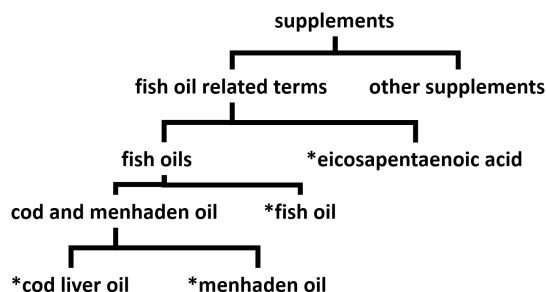 supplements
fish oil related terms
other supplements
fish oils
*eicosapentaenoic acid
cod and menhaden oil
*fish oil
*cod liver oil
*menhaden oil